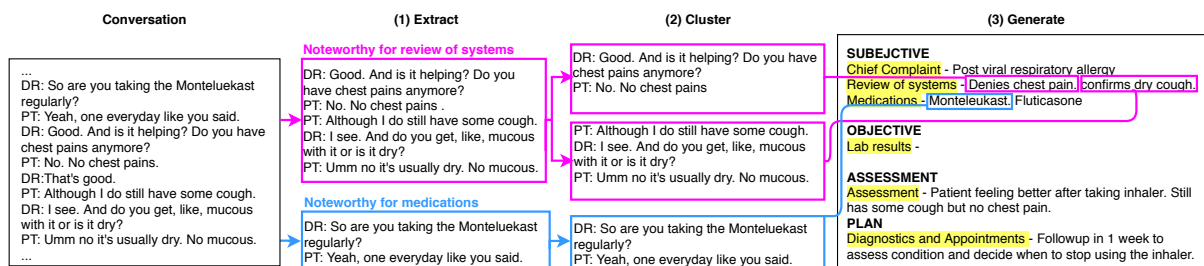 Conversation
(1) Extract
(2) Cluster
(3) Generate
...
DR: So are you taking the Monteluekast
regularly?
PT: Yeah, one everyday like you said.
DR: Good. And is it helping? Do you have
chest pains anymore?
PT: No. No chest pains.
DR:That's good.
PT: Although I do still have some cough.
DR: I see. And do you get, like, mucous
with it or is it dry?
PT: Umm no it's usually dry. No mucous.
...
Noteworthy for review of systems
DR: Good. And is it helping? Do you
have chest pains anymore?
PT: No. No chest pains .
PT: Although I do still have some cough.
DR: I see. And do you get, like, mucous
with it or is it dry?
PT: Umm no it's usually dry. No mucous.
Noteworthy for medications
DR: So are you taking the Monteluekast
regularly?
PT: Yeah, one everyday like you said.
DR: Good. And is it helping? Do you have
chest pains anymore?
PT: No. No chest pains
PT: Although I do still have some cough.
DR: I see. And do you get, like, mucous
with it or is it dry?
PT: Umm no it's usually dry. No mucous.
DR: So are you taking the Monteluekast
regularly?
PT: Yeah, one everyday like you said.
SUBEJCTIVE
Chief Complaint - Post viral respiratory allergy
Review of systems - Denies chest pain. confirms dry cough.
Medications - Monteleukast. Fluticasone
OBJECTIVE
Lab results -
ASSESSMENT
Assessment - Patient feeling better after taking inhaler. Still
has some cough but no chest pain.
PLAN
Diagnostics and Appointments - Followup in 1 week to
assess condition and decide when to stop using the inhaler.